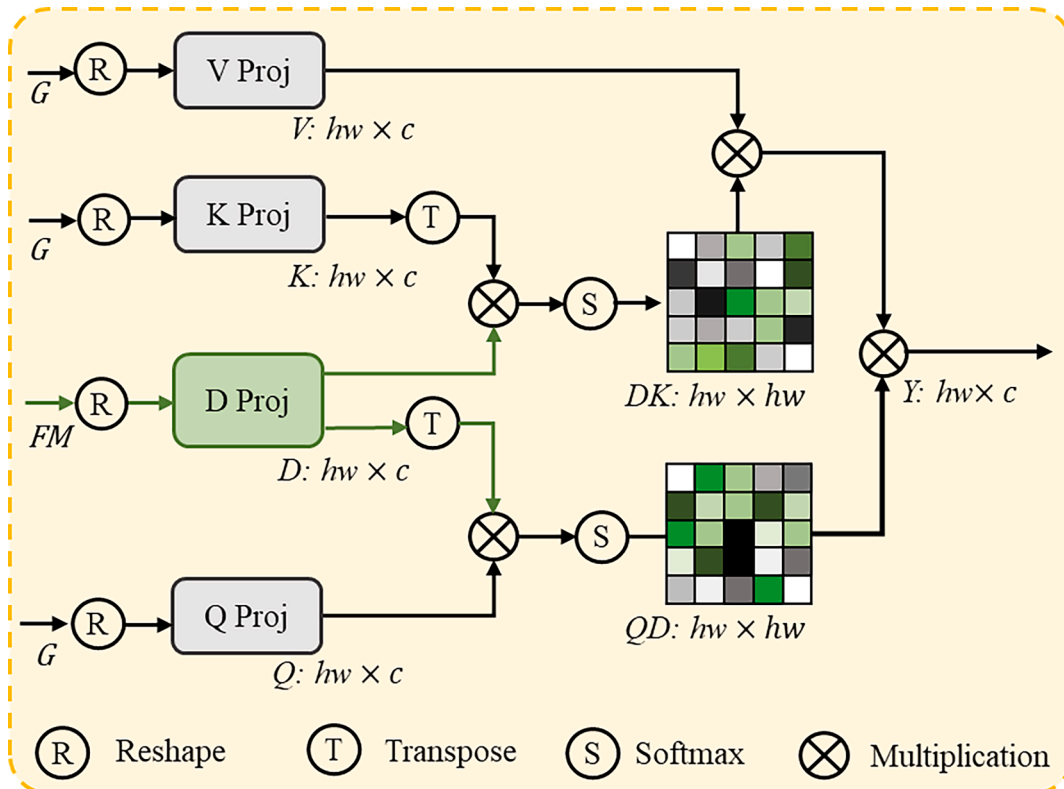 G
R
V Proj
V: hw × c
G
R
K Proj
T
K: hw × c
S
DK: hw × hw
FM
R
D Proj
T
D: hw × c
Y: hw× c
S
QD: hw × hw
G
R
Q Proj
Q: hw × c
R Reshape T Transpose S Softmax Multiplication